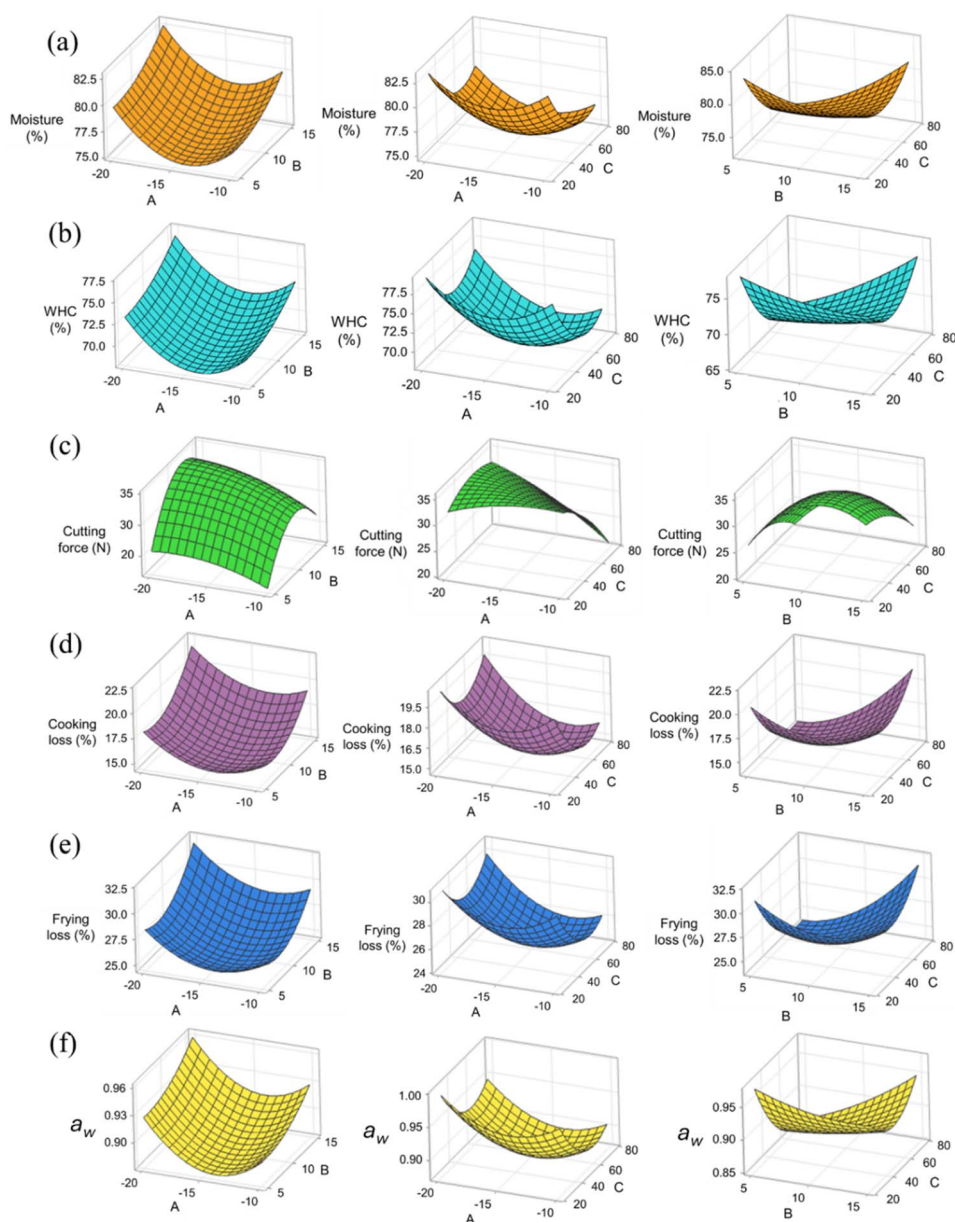 (a)
Moisture
(%)
82.5
80.0
77.5
75.0
-20
-15
-10
A
5
10
15
B
Moisture
(%)
82.5
80.0
77.5
75.0
-20
-15
-10
A
20
40
60
80
C
Moisture
(%)
85.0
80.0
75.0
5
10
15
B
20
40
60
80
C
(b)
WHC
(%)
77.5
75.0
72.5
70.0
-20
-15
-10
A
5
10
15
B
WHC
(%)
77.5
75.0
72.5
70.0
-20
-15
-10
A
20
40
60
80
C
WHC
(%)
75
70
65
5
10
15
B
20
40
60
80
C
(c)
Cutting
force (N)
35
30
20
-20
-15
-10
A
5
10
15
B
Cutting
force (N)
35
30
25
20
-20
-15
-10
A
20
40
60
80
C
Cutting
force (N)
35
30
25
20
5
10
15
B
20
40
60
80
C
(d)
Cooking
loss (%)
22.5
20.0
17.5
15.0
-20
-15
-10
A
5
10
15
B
Cooking
loss (%)
19.5
18.0
16.5
15.0
-20
-15
-10
A
20
40
60
80
C
Cooking
loss (%)
22.5
20.0
17.5
15.0
5
10
15
B
20
40
60
80
C
(e)
Frying
loss (%)
32.5
30.0
27.5
25.0
-20
-15
-10
A
5
10
15
B
Frying
loss (%)
30
28
26
24
-20
-15
-10
A
20
40
60
80
C
Frying
loss (%)
32.5
30.0
27.5
25.0
5
10
15
B
20
40
60
80
C
(f)
aw
0.96
0.93
0.90
-20
-15
-10
A
5
10
15
B
aw
1.00
0.95
0.90
-20
-15
-10
A
20
40
60
80
C
aw
0.95
0.90
0.85
5
10
15
B
20
40
60
80
C